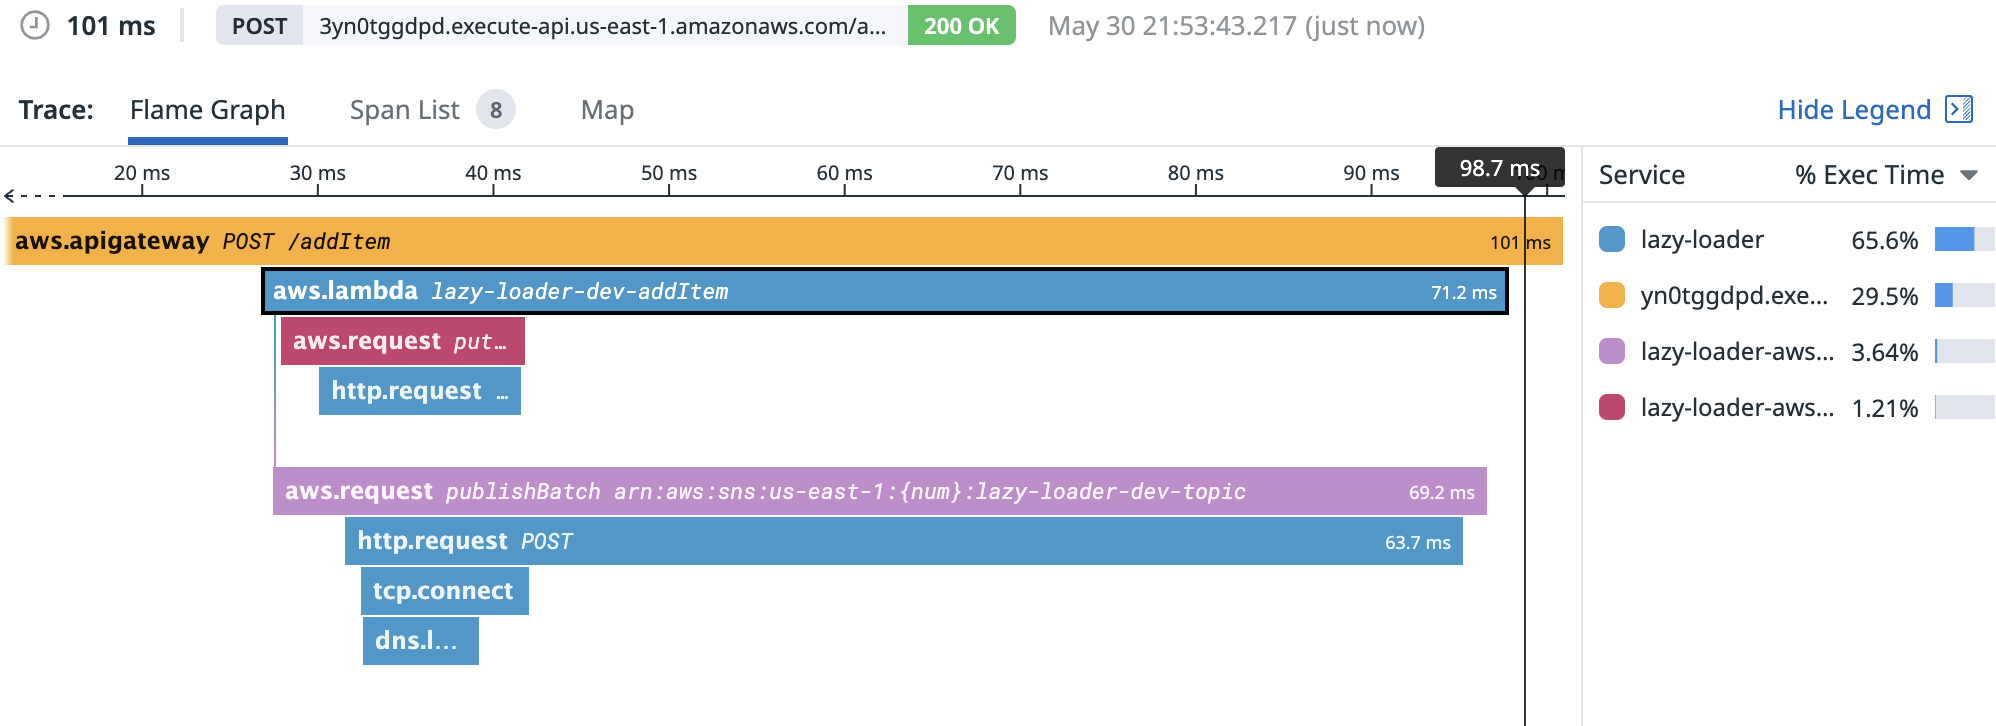 101 ms POST 3yn0tggdpd.execute-api.us-east-1.amazonaws.com/a... 200 OK May 30 21:53:43.217 (just now)
Trace: Flame Graph Span List 8 Map Hide Legend
20 ms 30 ms 40 ms 50 ms 60 ms 70 ms 80 ms 90 ms 98.7 ms
Service % Exec Time
aws.apigateway POST /addItem 101 ms
lazy-loader 65.6%
aws.lambda lazy-loader-dev-addItem 71.2 ms
yn0tggdpd.exe... 29.5%
aws.request put...
lazy-loader-aws... 3.64%
http.request ...
lazy-loader-aws... 1.21%
aws.request publishBatch arn:aws:sns:us-east-1:{num}:lazy-loader-dev-topic 69.2 ms
http.request POST 63.7 ms
tcp.connect
dns.l...